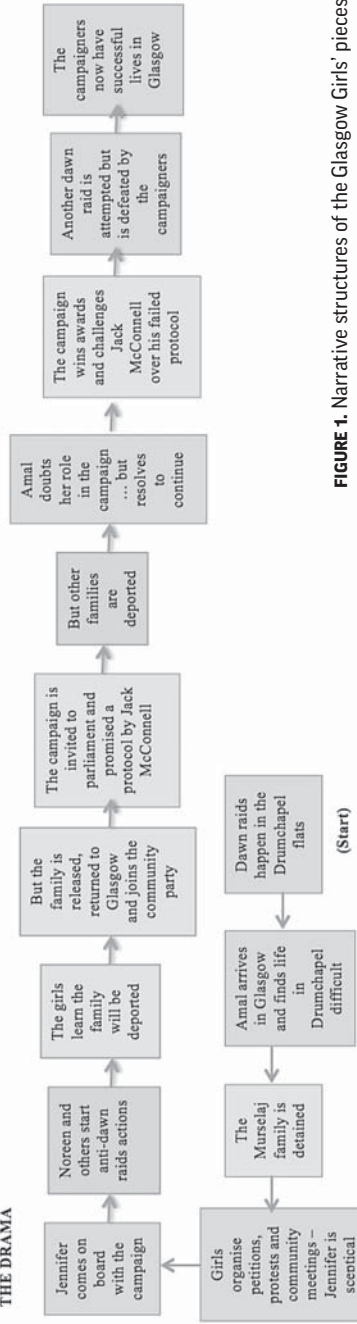 THE DRAMA
Dawn raids
happen in the
Drumchapel
flats
(Start)
Amal arrives
in Glasgow
and finds life
in
Drumchapel
difficult
The
Murselaj
family is
detained
Girls
organise
petitions,
protests and
community
meetings –
Jennifer is
scentical
Jennifer
comes on
board
with the
campaign
Noreen and
others start
anti-dawn
raids actions
The girls
learn the
family
will be
deported
But the
family is
released,
returned to
Glasgow
and joins the
community
party
The campaign is
invited to
parliament and
promised a
protocol by Jack
McConnell
But other
families
are
deported
Amal
doubts
her role
in the
campaign
... but
resolves
to
continue
The campaign
wins awards
and challenges
Jack
McConnell
over his failed
protocol
Another dawn
raid is
attempted but
is defeated by
the
campaigners
The
campaigners
now have
successful
lives in
Glasgow
FIGURE 1. Narrative structures of the Glasgow Girls' pieces